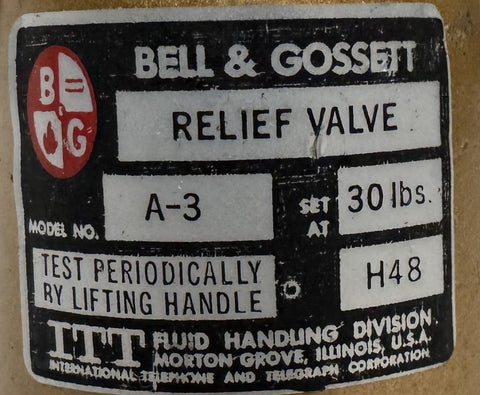 BELL & GOSSETT
B G
RELIEF VALVE
MODEL NO. A-3 SET AT 30 lbs.
TEST PERIODICALLY
BY LIFTING HANDLE
H48
ITT FLUID HANDLING DIVISION
MORTON GROVE, ILLINOIS, U.S.A.
INTERNATIONAL TELEPHONE AND TELEGRAPH CORPORATION